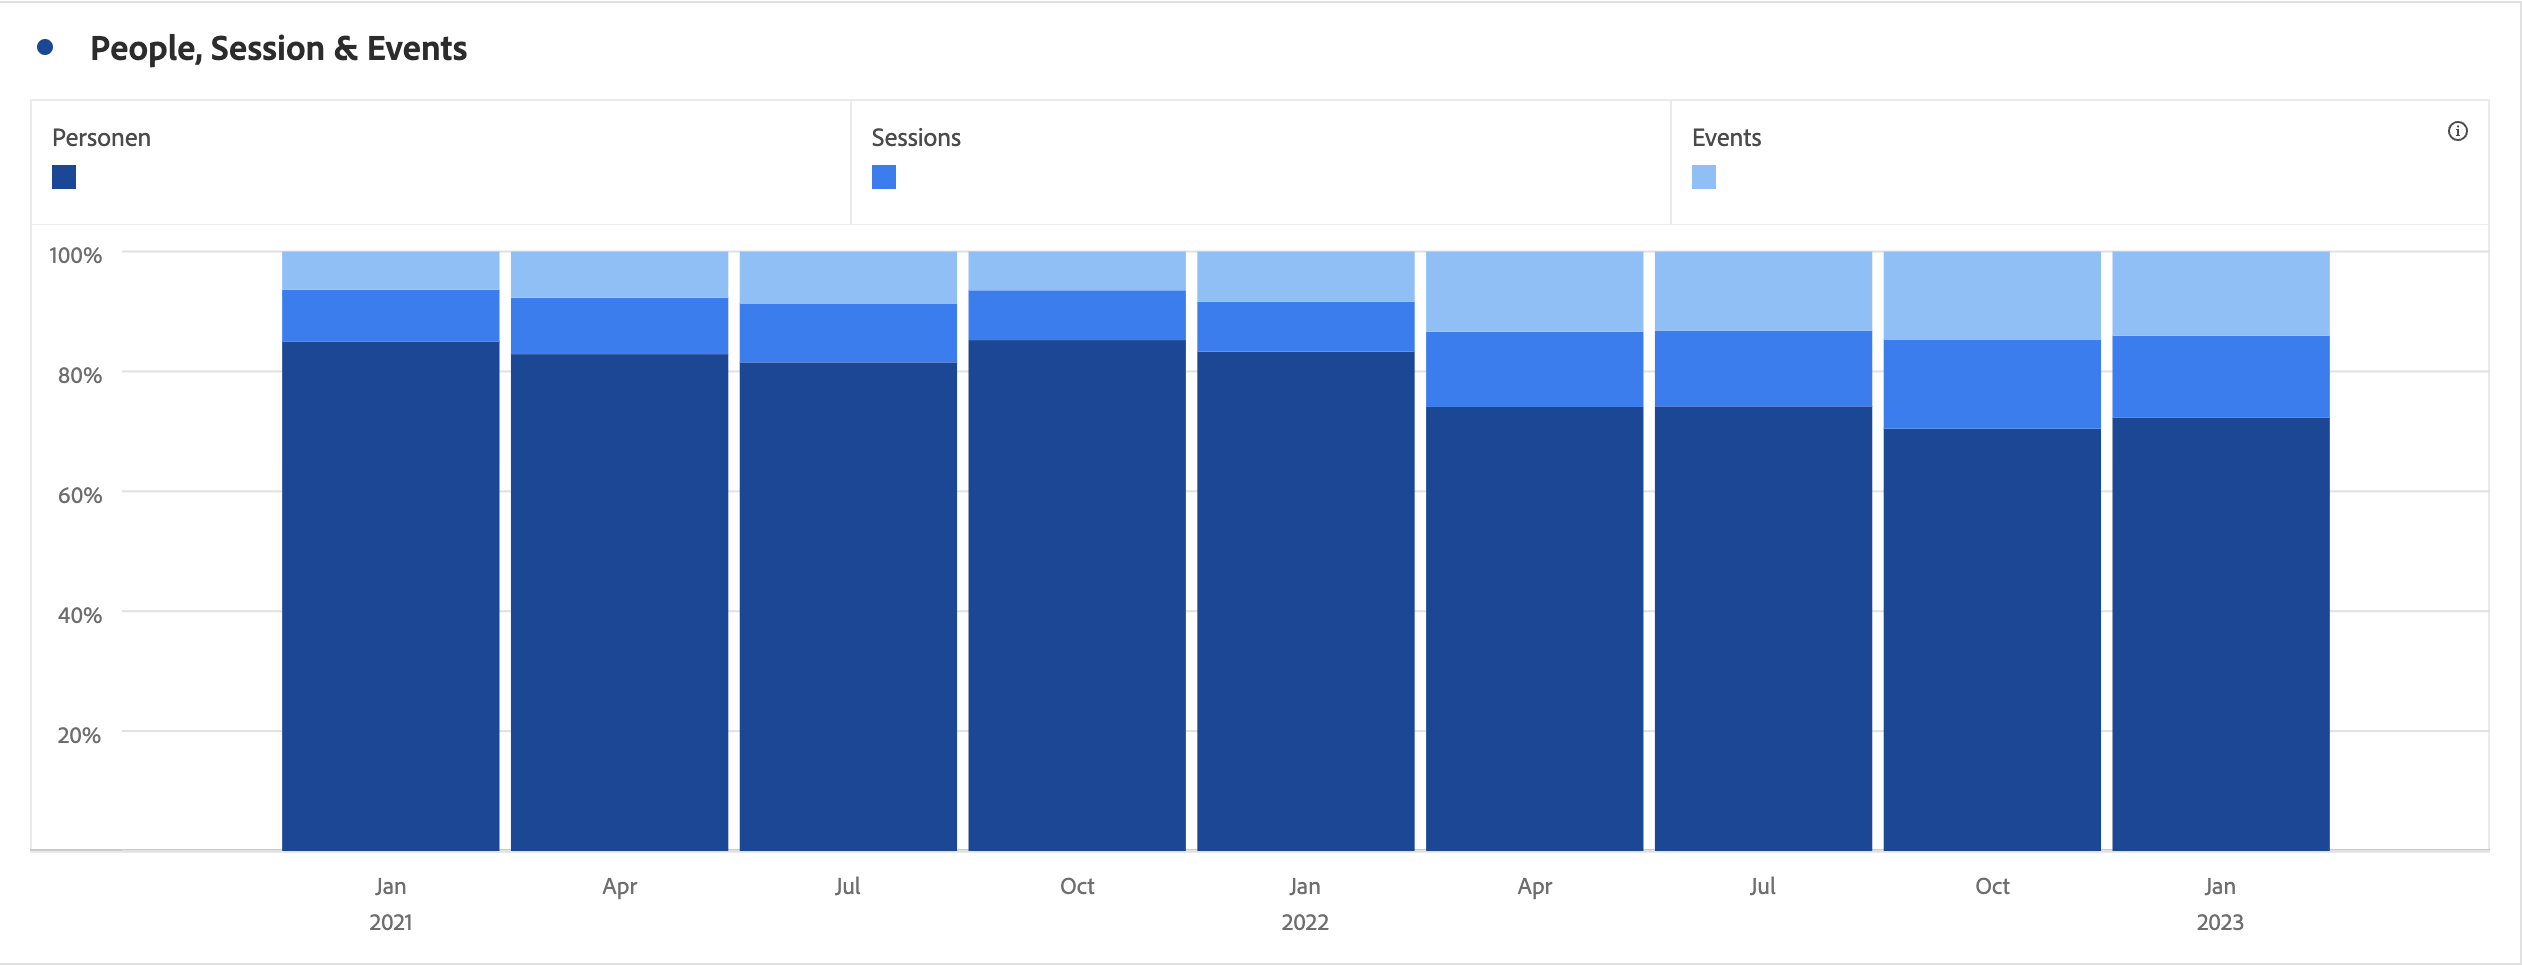 People, Session & Events
Personen
Sessions
Events
100%
80%
60%
40%
20%
Jan
2021
Apr
Jul
Oct
Jan
2022
Apr
Jul
Oct
Jan
2023